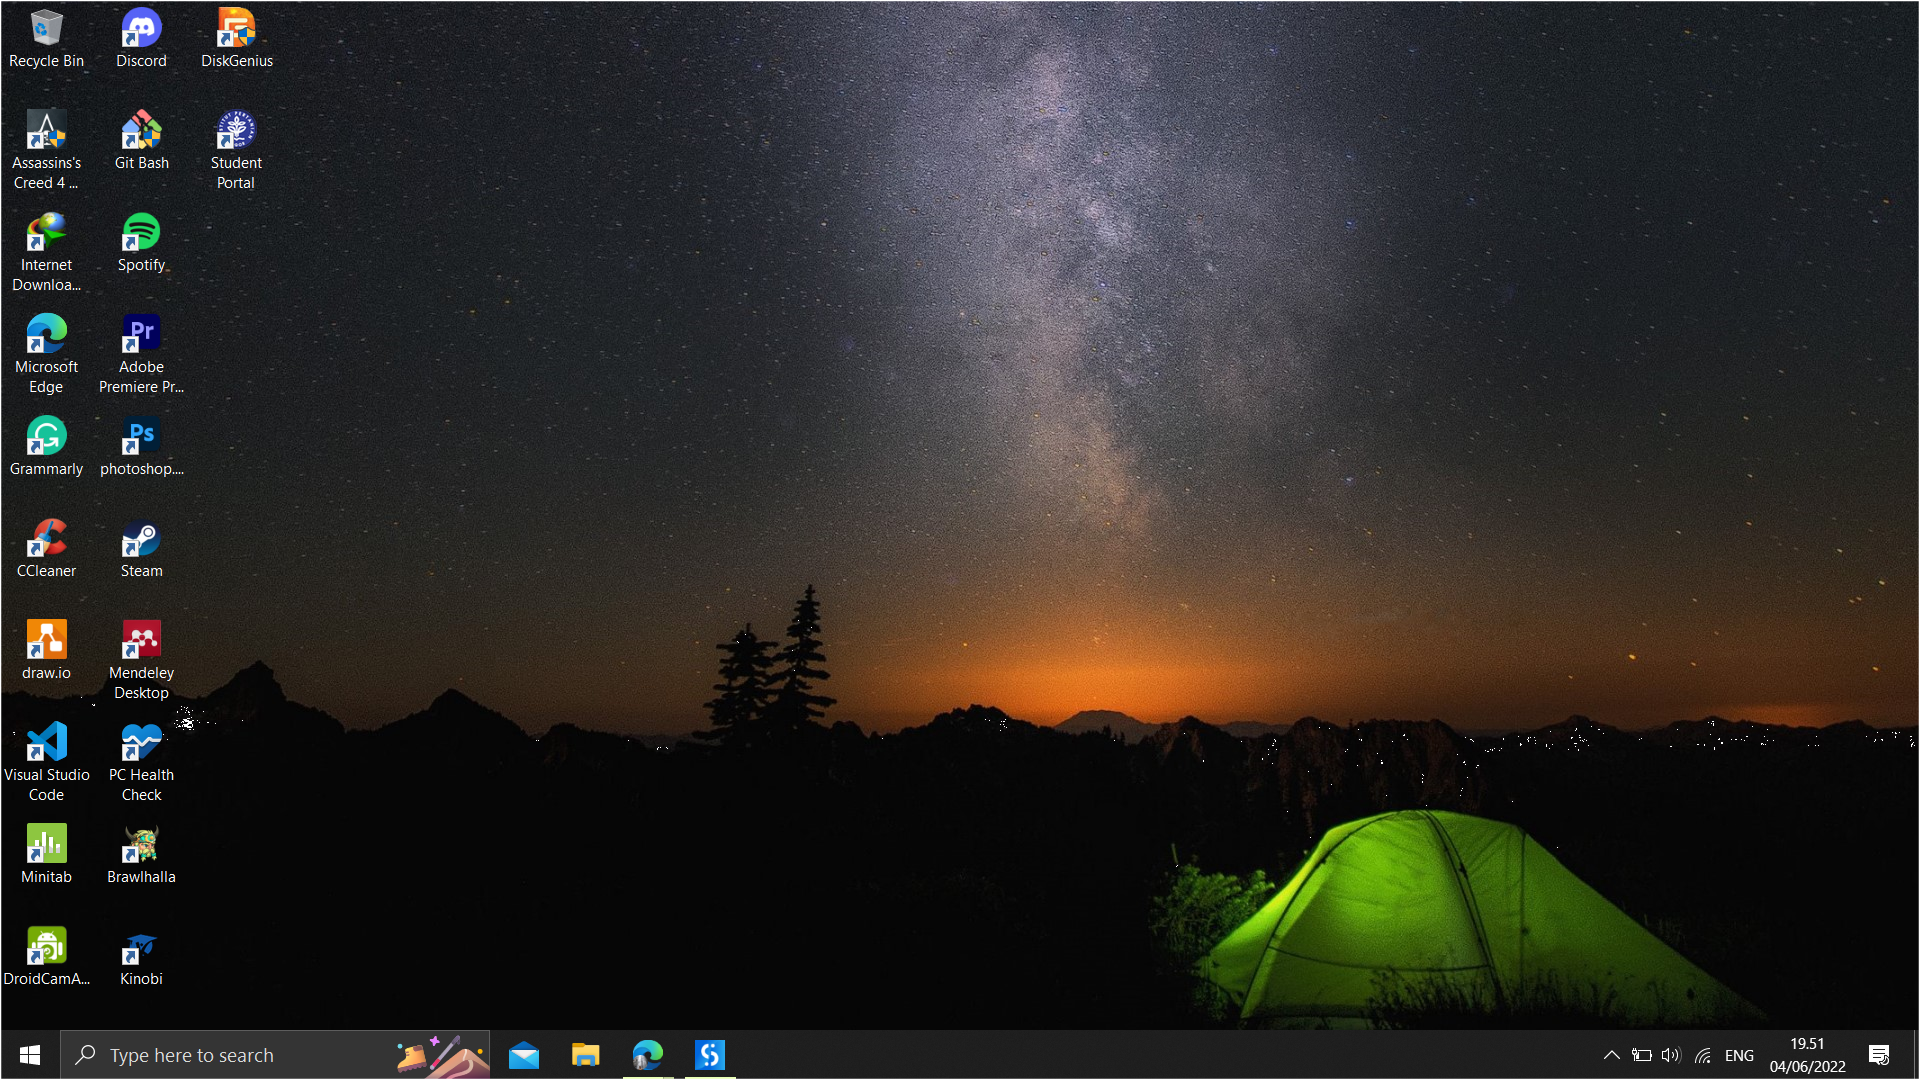 Recycle Bin
Discord
DiskGenius
Assassins's
Creed 4 ...
Git Bash
Student
Portal
Internet
Downloa...
Spotify
Microsoft
Edge
Pr
Adobe
Premiere Pr...
Grammarly
Ps
photoshop....
CCleaner
Steam
draw.io
Mendeley
Desktop
Visual Studio
Code
PC Health
Check
Minitab
Brawlhalla
DroidCamA...
Kinobi
Type here to search
ENG
19.51
04/06/2022